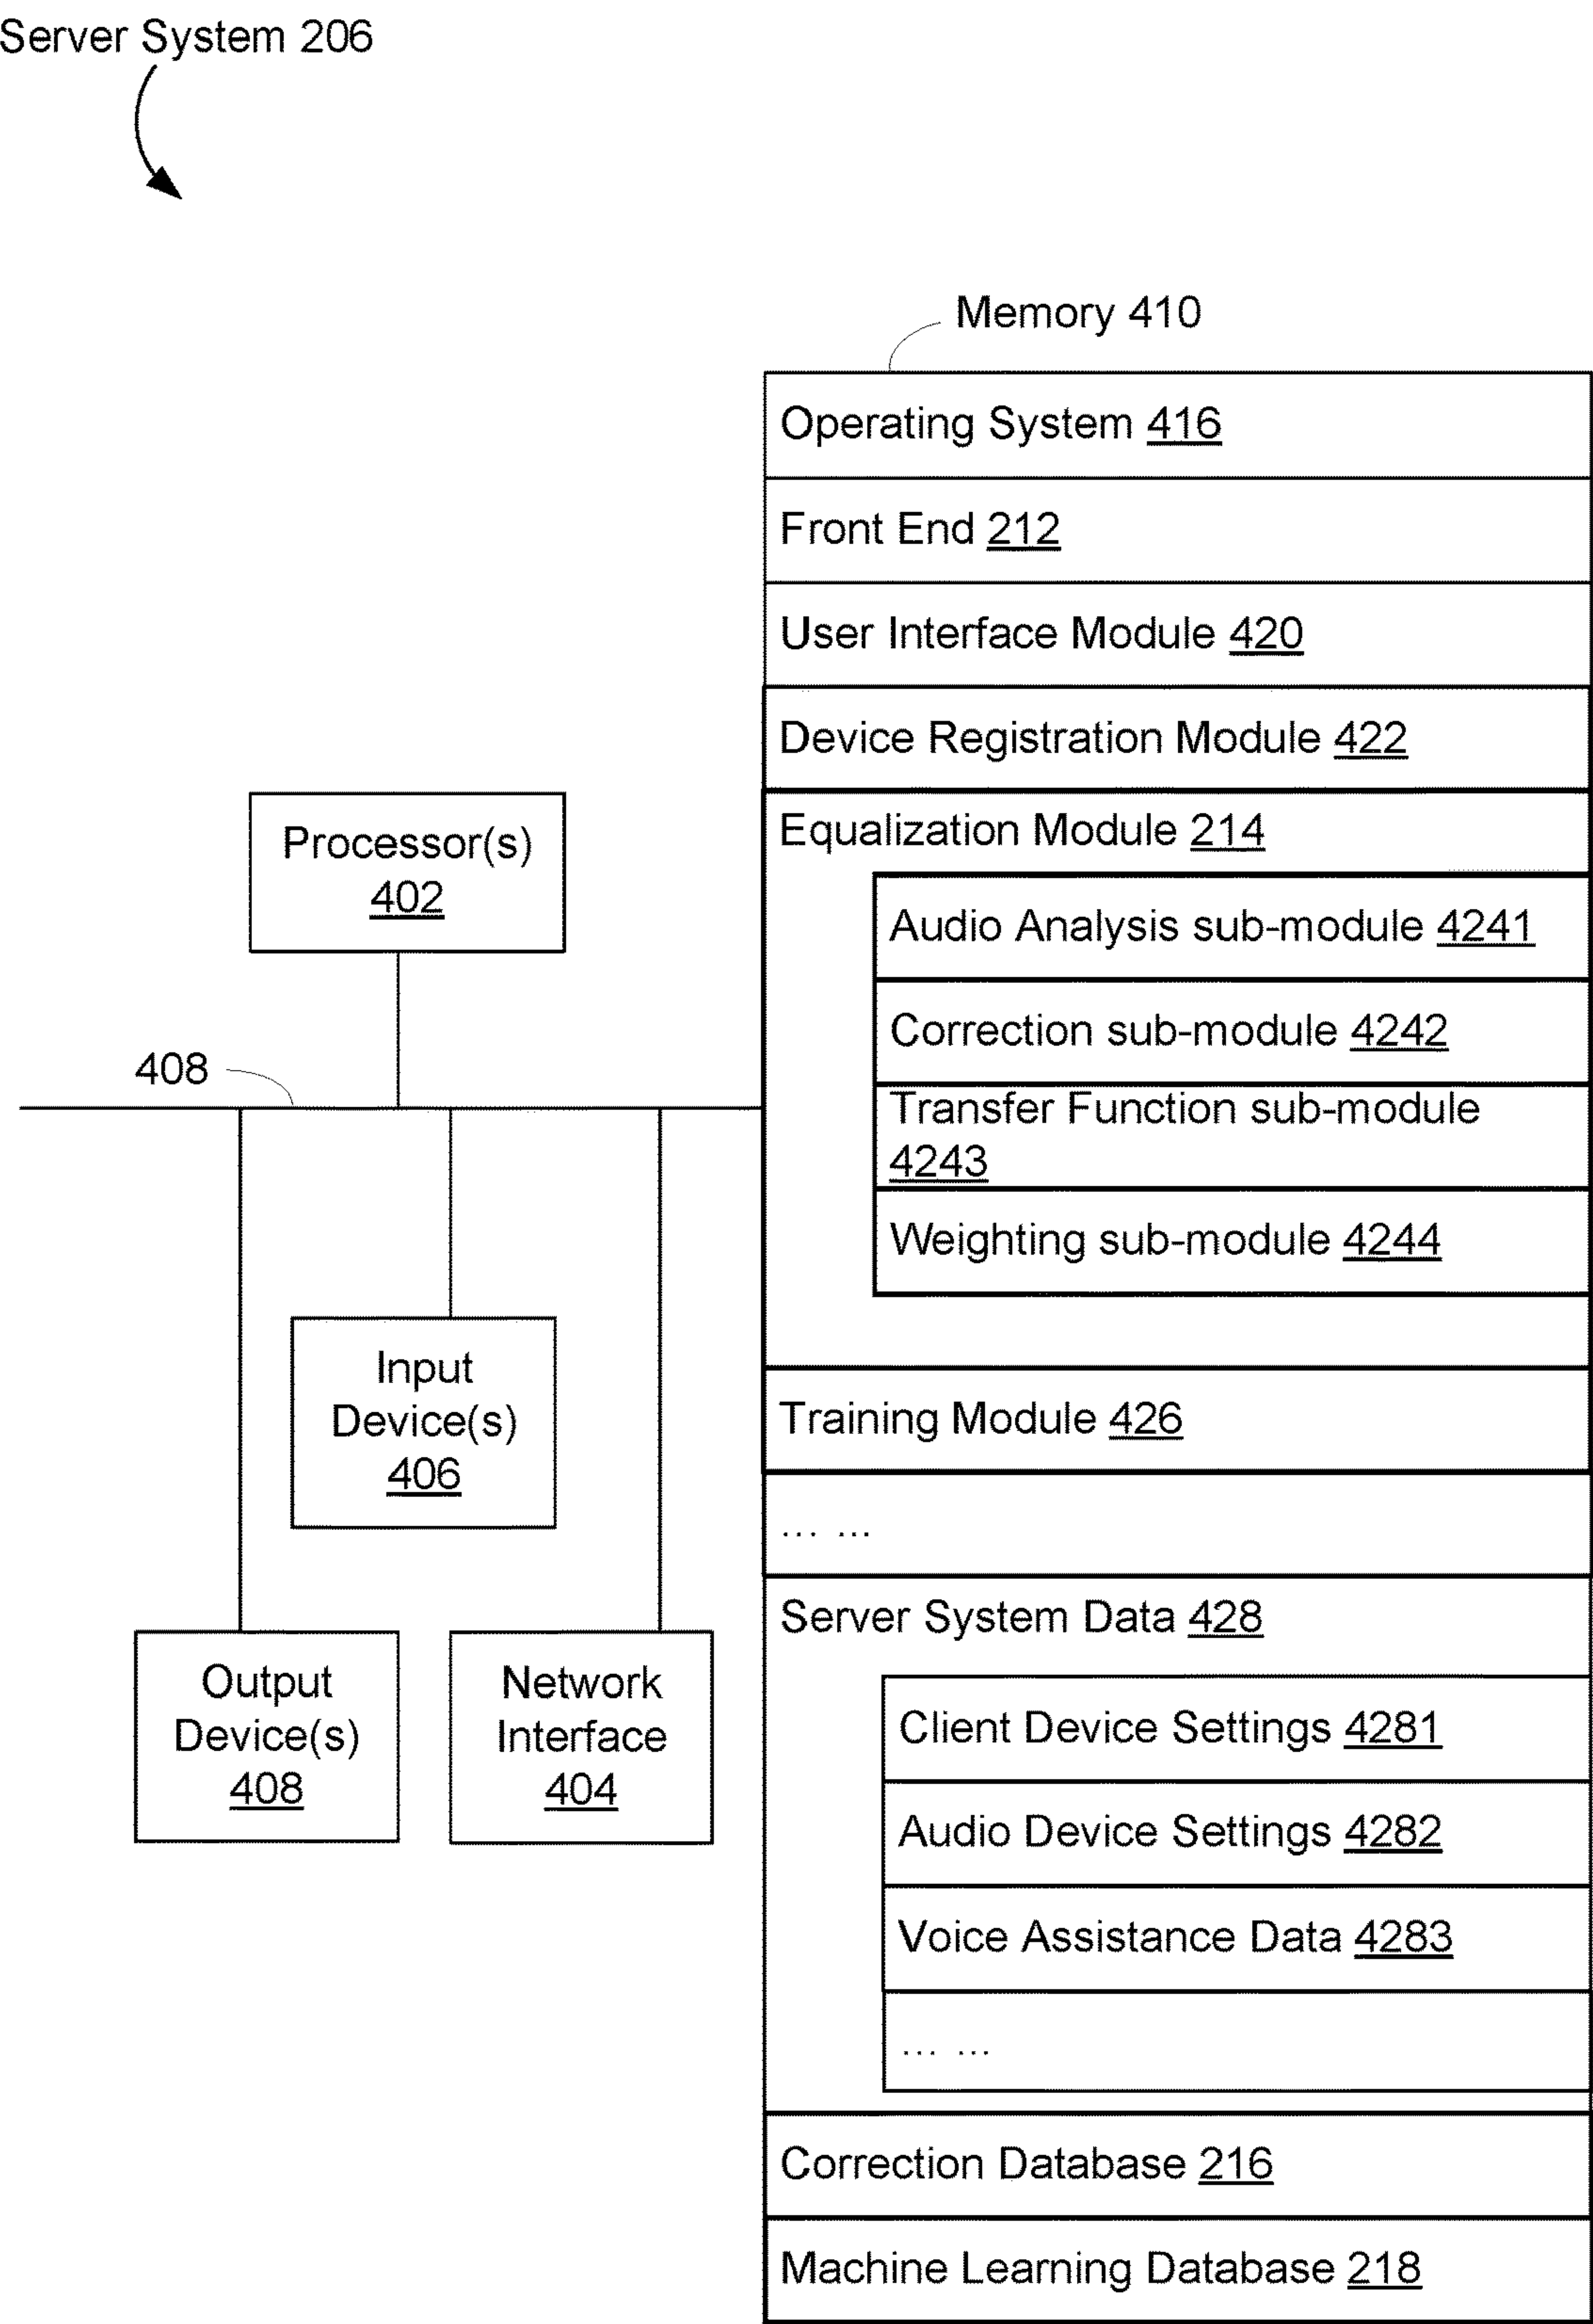 Server System 206
Memory 410
Operating System 416
Front End 212
User Interface Module 420
Device Registration Module 422
Equalization Module 214
Audio Analysis sub-module 4241
Correction sub-module 4242
Transfer Function sub-module
4243
Weighting sub-module 4244
Training Module 426
... ...
Server System Data 428
Client Device Settings 4281
Audio Device Settings 4282
Voice Assistance Data 4283
... ...
Correction Database 216
Machine Learning Database 218
Processor(s)
402
408
Input
Device(s)
406
Output
Device(s)
408
Network
Interface
404